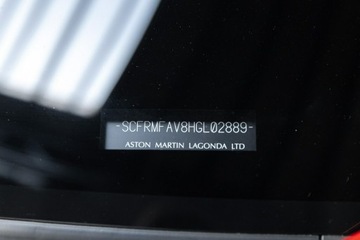 -SCFRMFAV8HGL02889-
ASTON MARTIN LAGONDA LTD